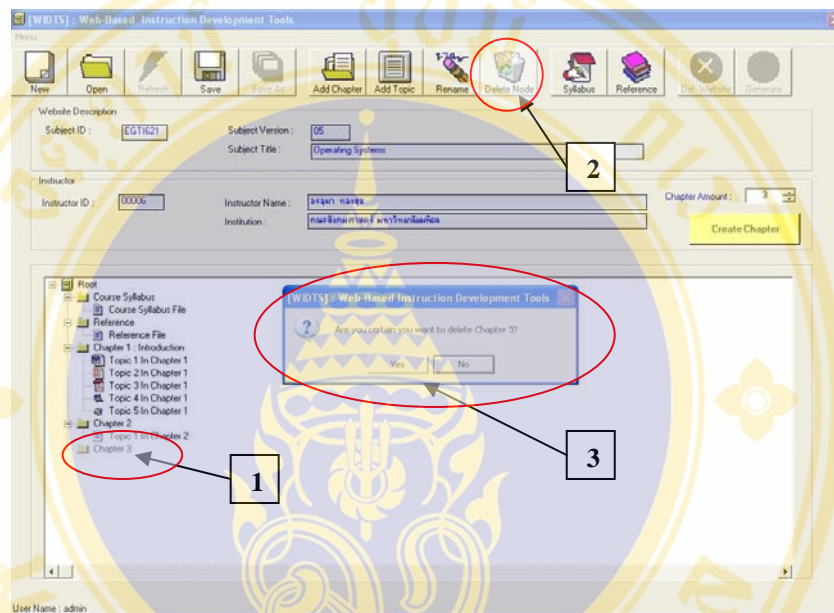 [WIDTS] : Web-Based Instruction Development Tools
Menu
New Open Refresh Save Save As Add Chapter Add Topic Rename Delete Node Syllabus Reference Del. Website Generate
Website Description
Subject ID : EGTI621 Subject Version : 05
Subject Title : Operating Systems
2
Instructor
Instructor ID : 00006 Instructor Name :
Chapter Amount : 3
Institution :
Create Chapter
Root
Course Syllabus
Course Syllabus File
Reference
Reference File
Chapter 1 : Introduction
Topic 1 In Chapter 1
Topic 2 In Chapter 1
Topic 3 In Chapter 1
Topic 4 In Chapter 1
Topic 5 In Chapter 1
Chapter 2
Topic 1 In Chapter 2
Chapter 3
[WIDTS] : Web-Based Instruction Development Tools
Are you certain you want to delete Chapter 3?
Yes No
1
3
User Name : admin